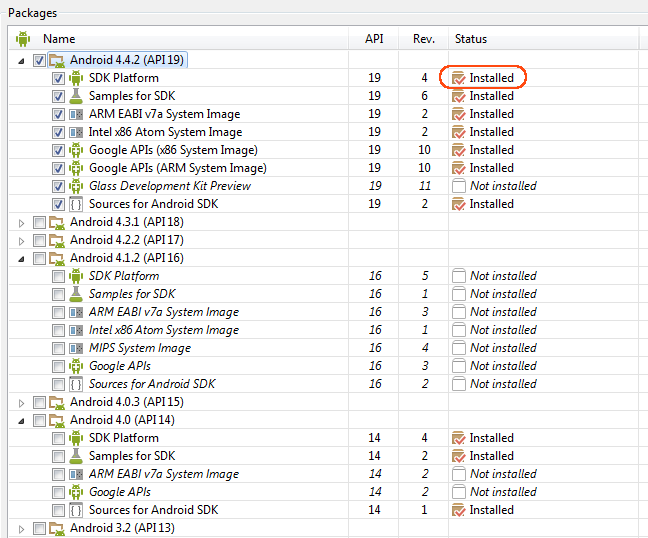 Packages
Name API Rev. Status
Android 4.4.2 (API 19)
SDK Platform 19 4 Installed
Samples for SDK 19 6 Installed
ARM EABI v7a System Image 19 2 Installed
Intel x86 Atom System Image 19 2 Installed
Google APIs (x86 System Image) 19 10 Installed
Google APIs (ARM System Image) 19 10 Installed
Glass Development Kit Preview 19 11 Not installed
Sources for Android SDK 19 2 Installed
Android 4.3.1 (API 18)
Android 4.2.2 (API 17)
Android 4.1.2 (API 16)
SDK Platform 16 5 Not installed
Samples for SDK 16 1 Not installed
ARM EABI v7a System Image 16 3 Not installed
Intel x86 Atom System Image 16 1 Not installed
MIPS System Image 16 4 Not installed
Google APIs 16 3 Not installed
Sources for Android SDK 16 2 Not installed
Android 4.0.3 (API 15)
Android 4.0 (API 14)
SDK Platform 14 4 Installed
Samples for SDK 14 2 Installed
ARM EABI v7a System Image 14 2 Not installed
Google APIs 14 2 Not installed
Sources for Android SDK 14 1 Installed
Android 3.2 (API 13)